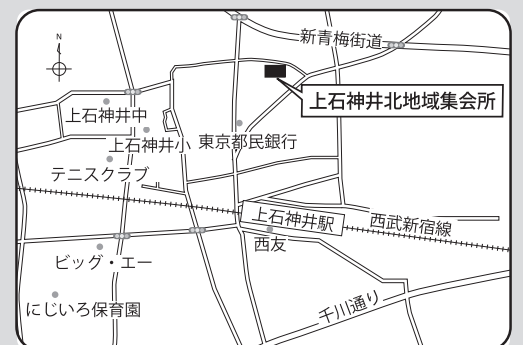 新青梅街道
N
上石神井北地域集会所
上石神井中
上石神井小
東京都民銀行
テニスクラブ
上石神井駅
西武新宿線
西友
ビッグ・エー
にじいろ保育園
千川通り